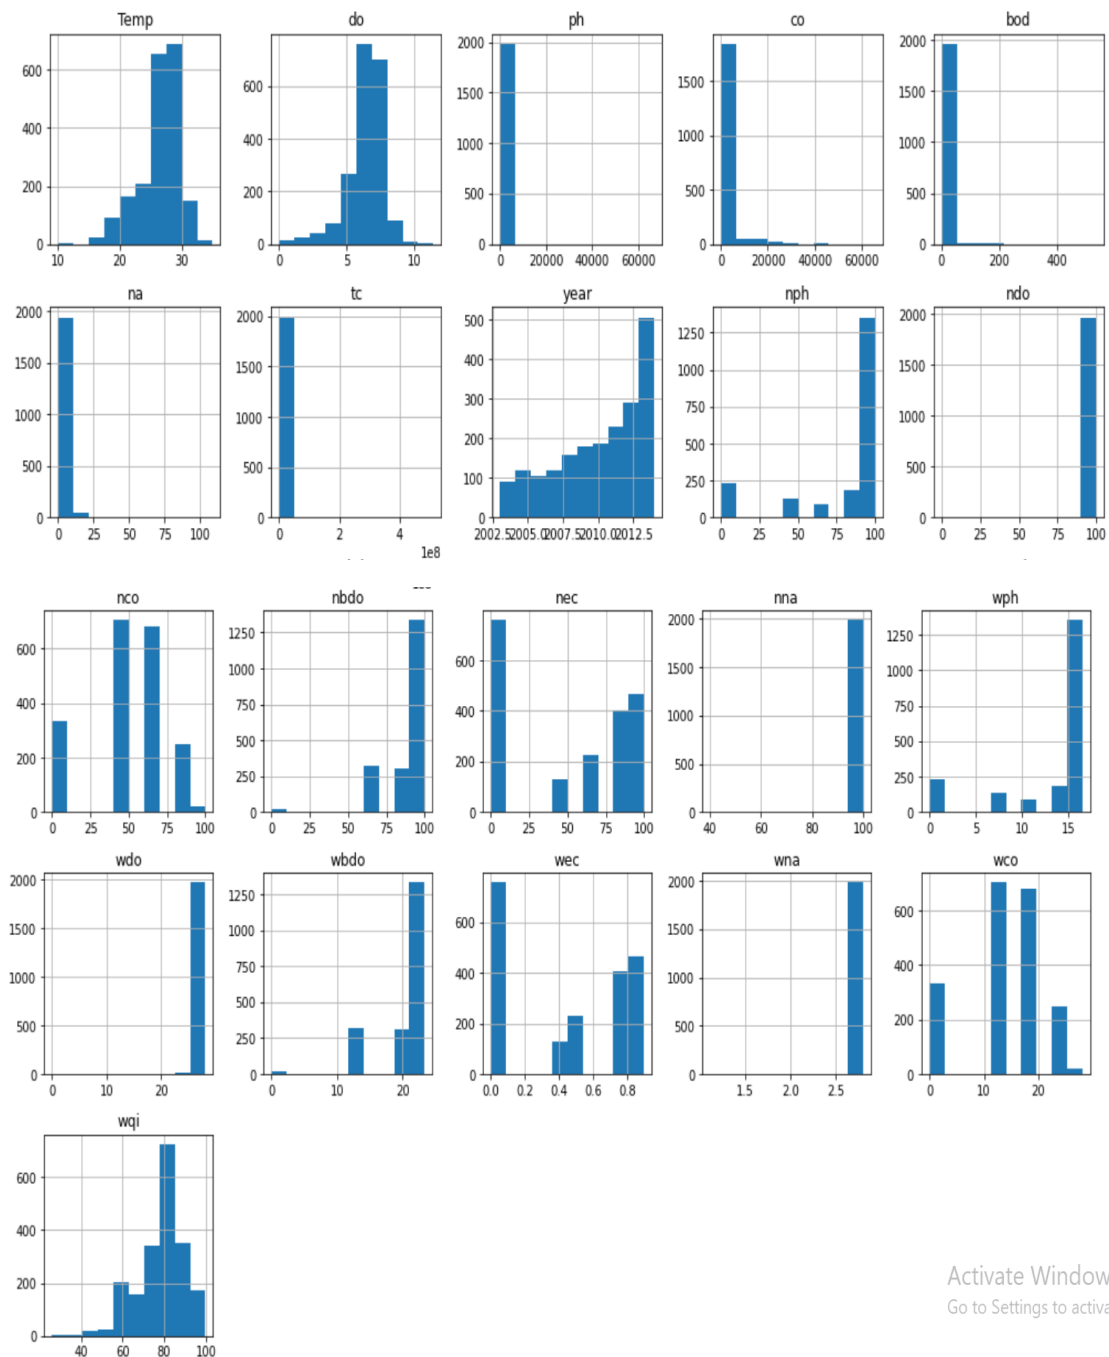 Temp do ph co bod
600 400 200 0 10 20 30
600 400 200 0 0 5 10
2000 1500 1000 500 0 0 20000 40000 60000
1500 1000 500 0 0 20000 40000 60000
2000 1500 1000 500 0 0 200 400
na tc year nph ndo
2000 1500 1000 500 0 0 25 50 75 100
2000 1500 1000 500 0 0 2 4 1e8
500 400 300 200 100 0 2002.5 2005.0 2007.5 2010.0 2012.5
1250 1000 750 500 250 0 0 25 50 75 100
2000 1500 1000 500 0 0 25 50 75 100
nco nbdo nec nna wph
600 400 200 0 0 25 50 75 100
1250 1000 750 500 250 0 0 25 50 75 100
600 400 200 0 0 25 50 75 100
2000 1500 1000 500 0 40 60 80 100
1250 1000 750 500 250 0 0 5 10 15
wdo wbdo wec wna wco
2000 1500 1000 500 0 0 10 20
1250 1000 750 500 250 0 0 10 20
600 400 200 0 0.0 0.2 0.4 0.6 0.8
2000 1500 1000 500 0 1.5 2.0 2.5
600 400 200 0 0 10 20
wqi
600 400 200 0 40 60 80 100
Activate Window
Go to Settings to activa